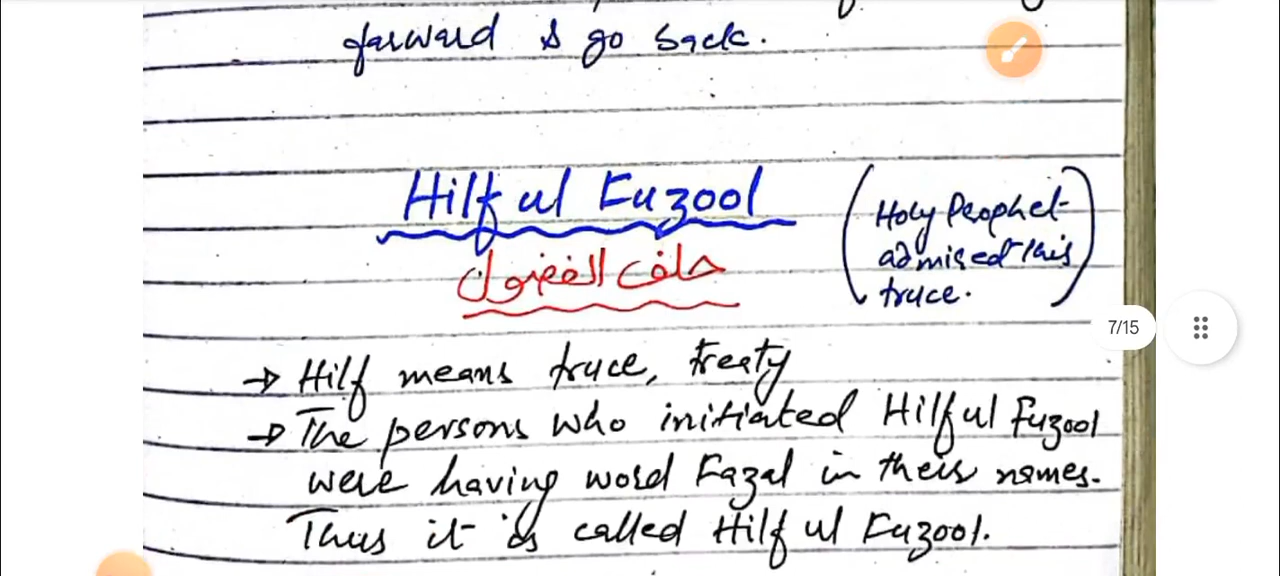 forward & go back.
Hilf ul Fuzool
حلف الفضول
(Holy Prophet
admired this
truce.)
→ Hilf means truce, treaty
→ The persons who initiated Hilful Fuzool
were having word Fazal in their names.
Thus it is called Hilf ul Fuzool.
7/15